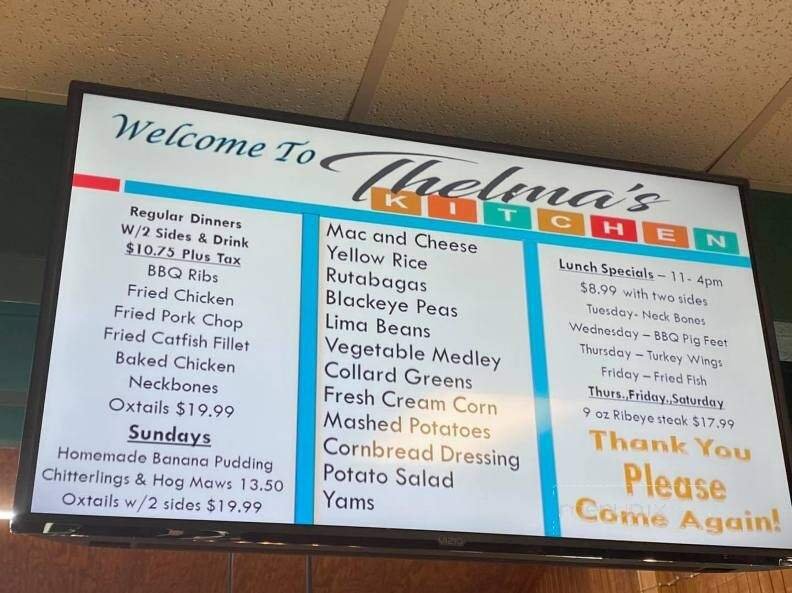 Welcome To Thelma's
KITCHEN
Regular Dinners
W/2 Sides & Drink
$10.75 Plus Tax
BBQ Ribs
Fried Chicken
Fried Pork Chop
Fried Catfish Fillet
Baked Chicken
Neckbones
Oxtails $19.99
Sundays
Homemade Banana Pudding
Chitterlings & Hog Maws 13.50
Oxtails w/2 sides $19.99
Mac and Cheese
Yellow Rice
Rutabagas
Blackeye Peas
Lima Beans
Vegetable Medley
Collard Greens
Fresh Cream Corn
Mashed Potatoes
Cornbread Dressing
Potato Salad
Yams
Lunch Specials – 11- 4pm
$8.99 with two sides
Tuesday- Neck Bones
Wednesday – BBQ Pig Feet
Thursday – Turkey Wings
Friday – Fried Fish
Thurs.,Friday.,Saturday
9 oz Ribeye steak $17.99
Thank You
Please
Come Again!
VIZIO